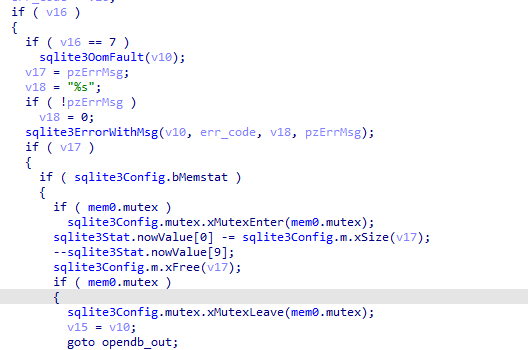 if ( v16 )
{
if ( v16 == 7 )
sqlite3OomFault(v10);
v17 = pzErrMsg;
v18 = "%s";
if ( !pzErrMsg )
v18 = 0;
sqlite3ErrorWithMsg(v10, err_code, v18, pzErrMsg);
if ( v17 )
{
if ( sqlite3Config.bMemstat )
{
if ( mem0.mutex )
sqlite3Config.mutex.xMutexEnter(mem0.mutex);
sqlite3Stat.nowValue[0] -= sqlite3Config.m.xSize(v17);
--sqlite3Stat.nowValue[9];
sqlite3Config.m.xFree(v17);
if ( mem0.mutex )
{
sqlite3Config.mutex.xMutexLeave(mem0.mutex);
v15 = v10;
goto opendb_out;